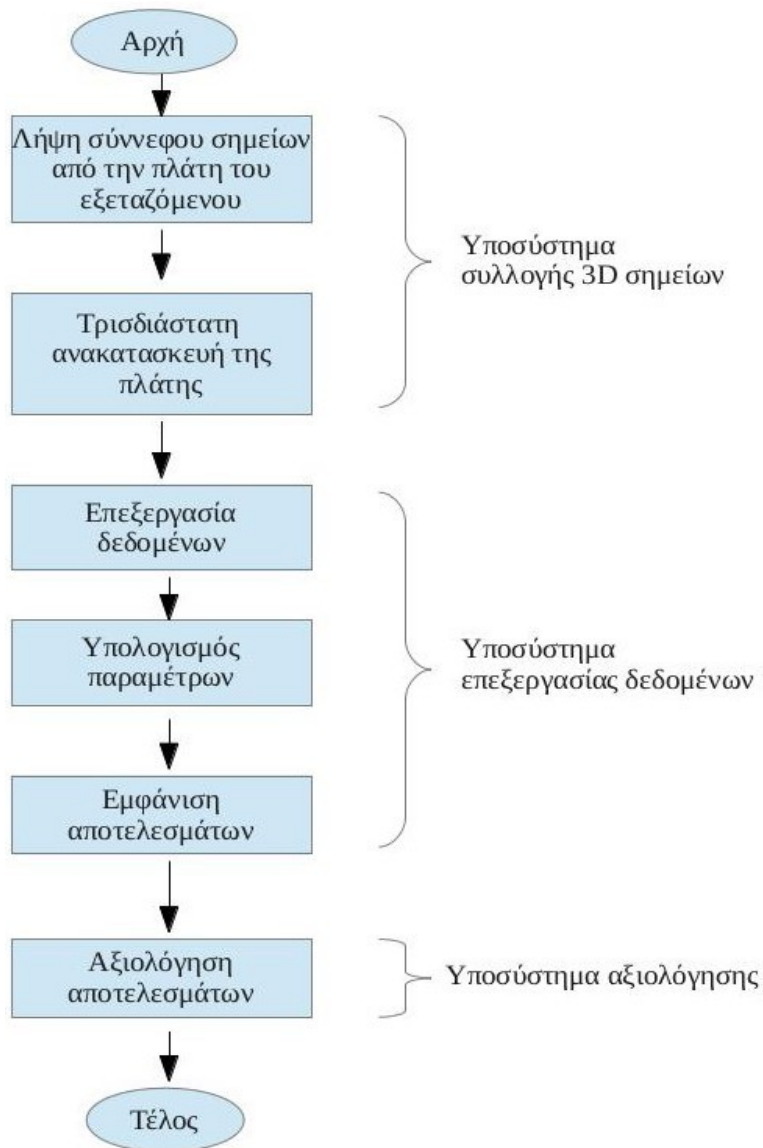 Αρχή
Λήψη σύννεφου σημείων
από την πλάτη του
εξεταζόμενου
Υποσύστημα
συλλογής 3D σημείων
Τρισδιάστατη
ανακατασκευή της
πλάτης
Επεξεργασία
δεδομένων
Υπολογισμός
παραμέτρων
Υποσύστημα
επεξεργασίας δεδομένων
Εμφάνιση
αποτελεσμάτων
Αξιολόγηση
αποτελεσμάτων
Υποσύστημα αξιολόγησης
Τέλος